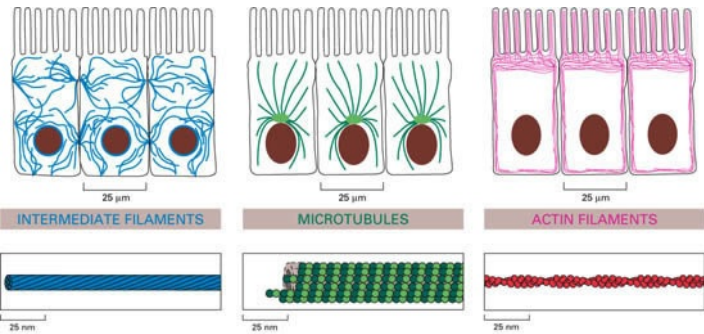 25 µm
25 µm
25 µm
INTERMEDIATE FILAMENTS
MICROTUBULES
ACTIN FILAMENTS
25 nm
25 nm
25 nm